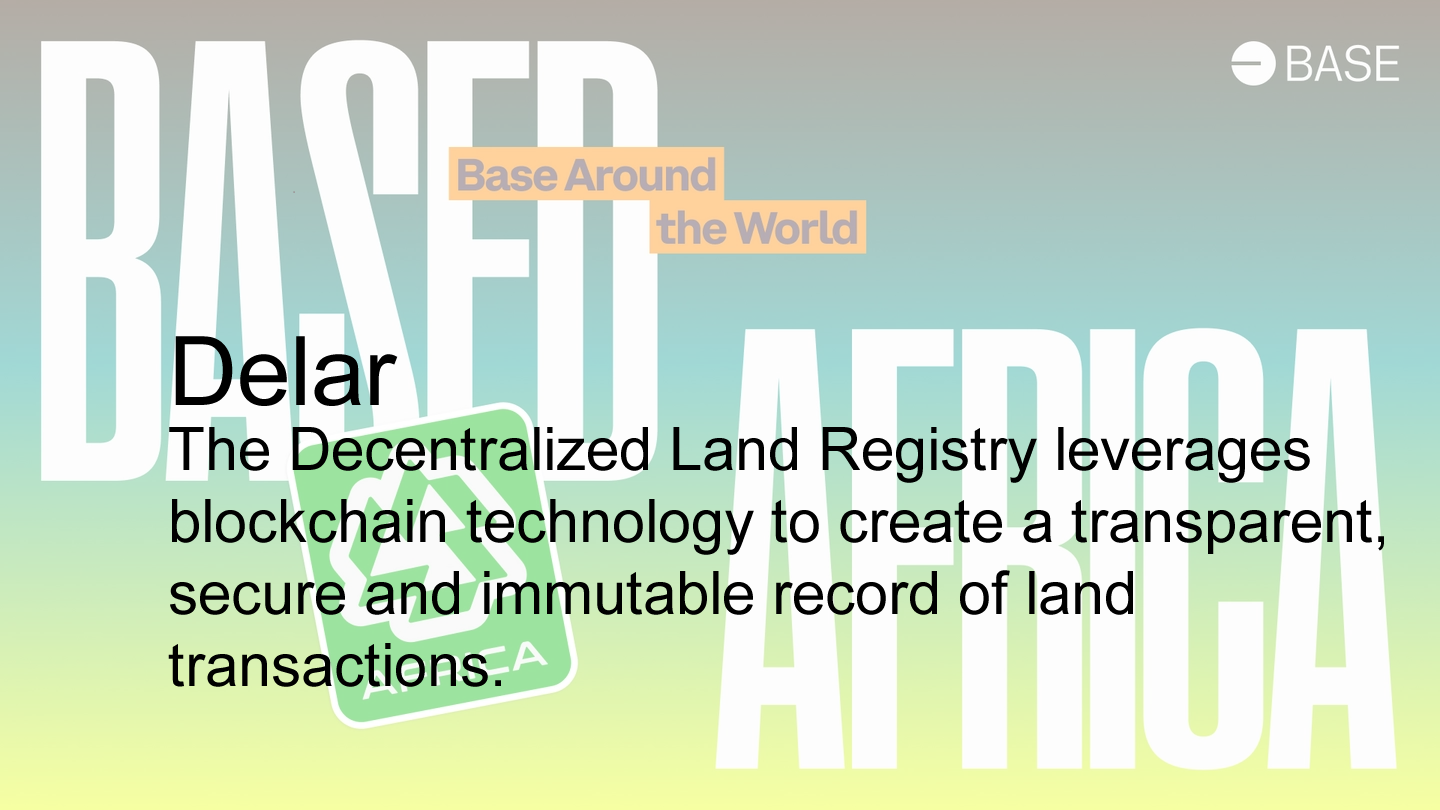 BASED
BASE
Base Around
the World
AFRICA
Delar
The Decentralized Land Registry leverages
blockchain technology to create a transparent,
secure and immutable record of land
transactions.
AFRICA